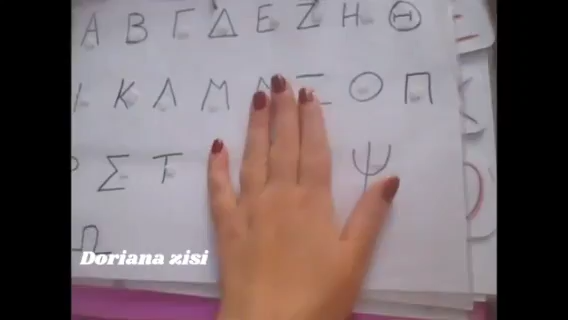 Α Β Γ Δ Ε Ζ Η Θ
Ι Κ Λ Μ Ν Ξ Ο Π
Ρ Σ Τ Ψ
Ω
Doriana zisi